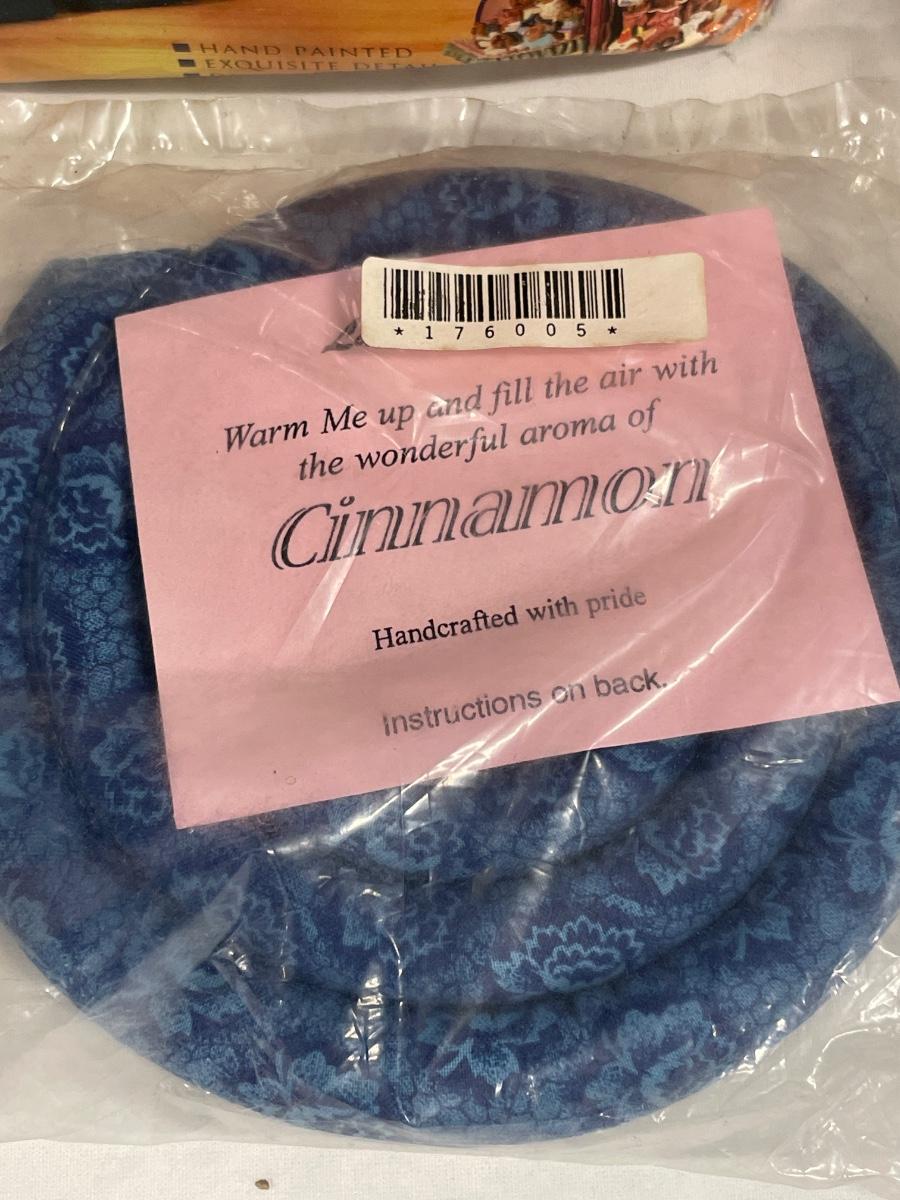 HAND PAINTED
EXQUISITE DETAIL
*176005*
Warm Me up and fill the air with
the wonderful aroma of
Cinnamon
Handcrafted with pride
Instructions on back.